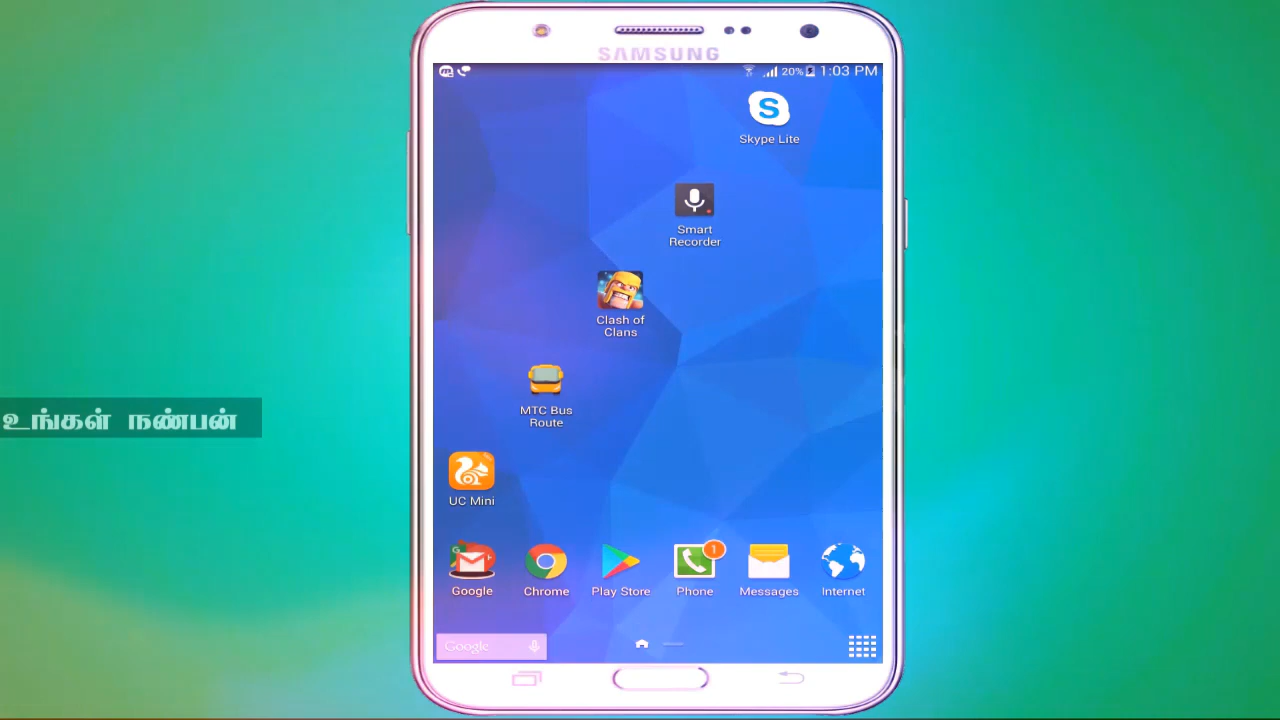 SAMSUNG
20% 1:03 PM
Skype Lite
Smart
Recorder
Clash of
Clans
MTC Bus
Route
உங்கள் நண்பன்
UC Mini
1
Google
Chrome
Play Store
Phone
Messages
Internet
Google